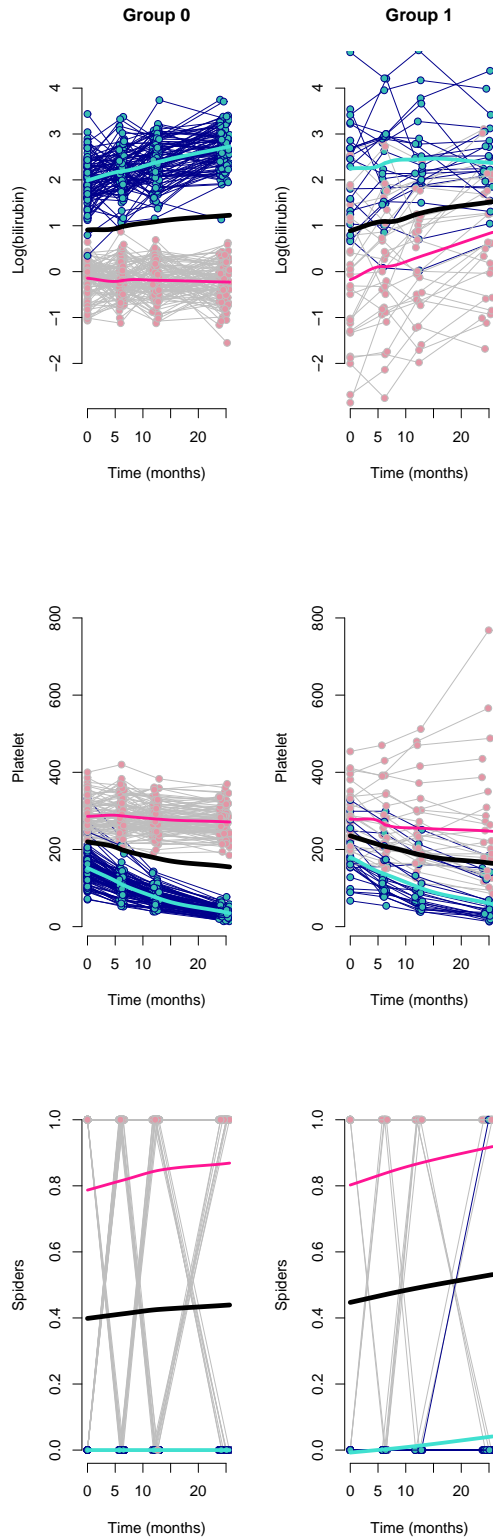 Group 0
Group 1
Log(bilirubin)
4
3
2
1
0
−1
−2
0 5 10 20
Time (months)
Log(bilirubin)
4
3
2
1
0
−1
−2
0 5 10 20
Time (months)
Platelet
800
600
400
200
0
0 5 10 20
Time (months)
Platelet
800
600
400
200
0
0 5 10 20
Time (months)
Spiders
1.0
0.8
0.6
0.4
0.2
0.0
0 5 10 20
Time (months)
Spiders
1.0
0.8
0.6
0.4
0.2
0.0
0 5 10 20
Time (months)